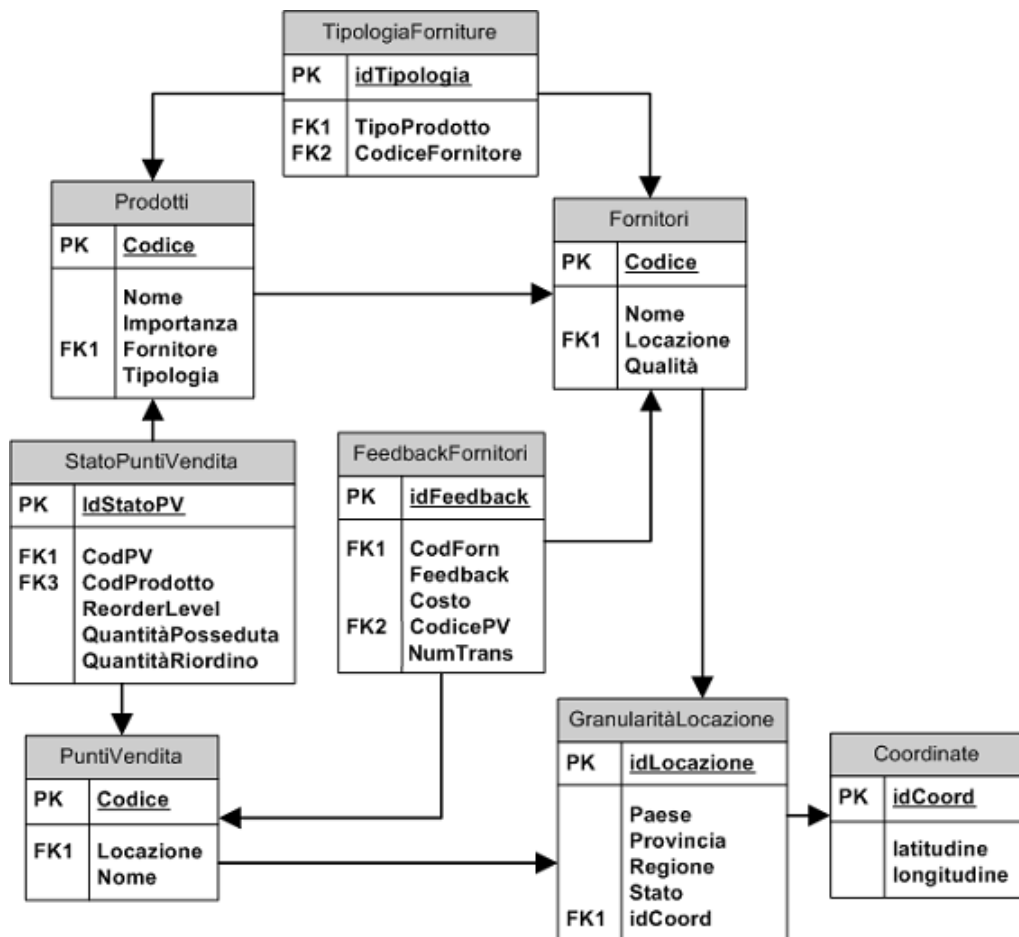 TipologiaForniture
PK idTipologia
FK1 TipoProdotto
FK2 CodiceFornitore
Prodotti
PK Codice
Nome
Importanza
FK1 Fornitore
Tipologia
Fornitori
PK Codice
Nome
FK1 Locazione
Qualità
StatoPuntiVendita
PK IdStatoPV
FK1 CodPV
FK3 CodProdotto
ReorderLevel
QuantitàPosseduta
QuantitàRiordino
FeedbackFornitori
PK idFeedback
FK1 CodForn
Feedback
Costo
FK2 CodicePV
NumTrans
PuntiVendita
PK Codice
FK1 Locazione
Nome
GranularitàLocazione
PK idLocazione
Paese
Provincia
Regione
Stato
FK1 idCoord
Coordinate
PK idCoord
latitudine
longitudine